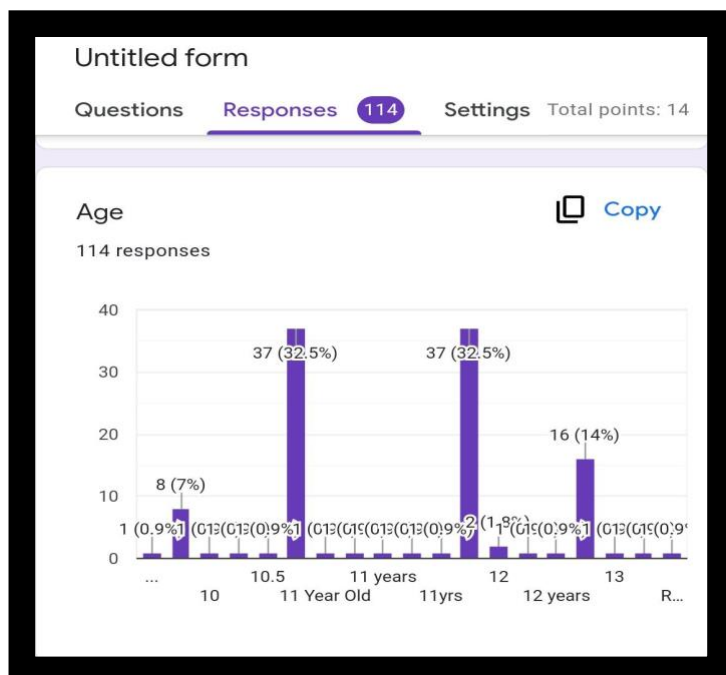 Untitled form
Questions Responses 114 Settings Total points: 14
Age Copy
114 responses
40
37 (32.5%) 37 (32.5%)
30
20
16 (14%)
10
8 (7%)
1 (0.9%)
0
... 10.5 11 years 12 13
10 11 Year Old 11yrs 12 years R...